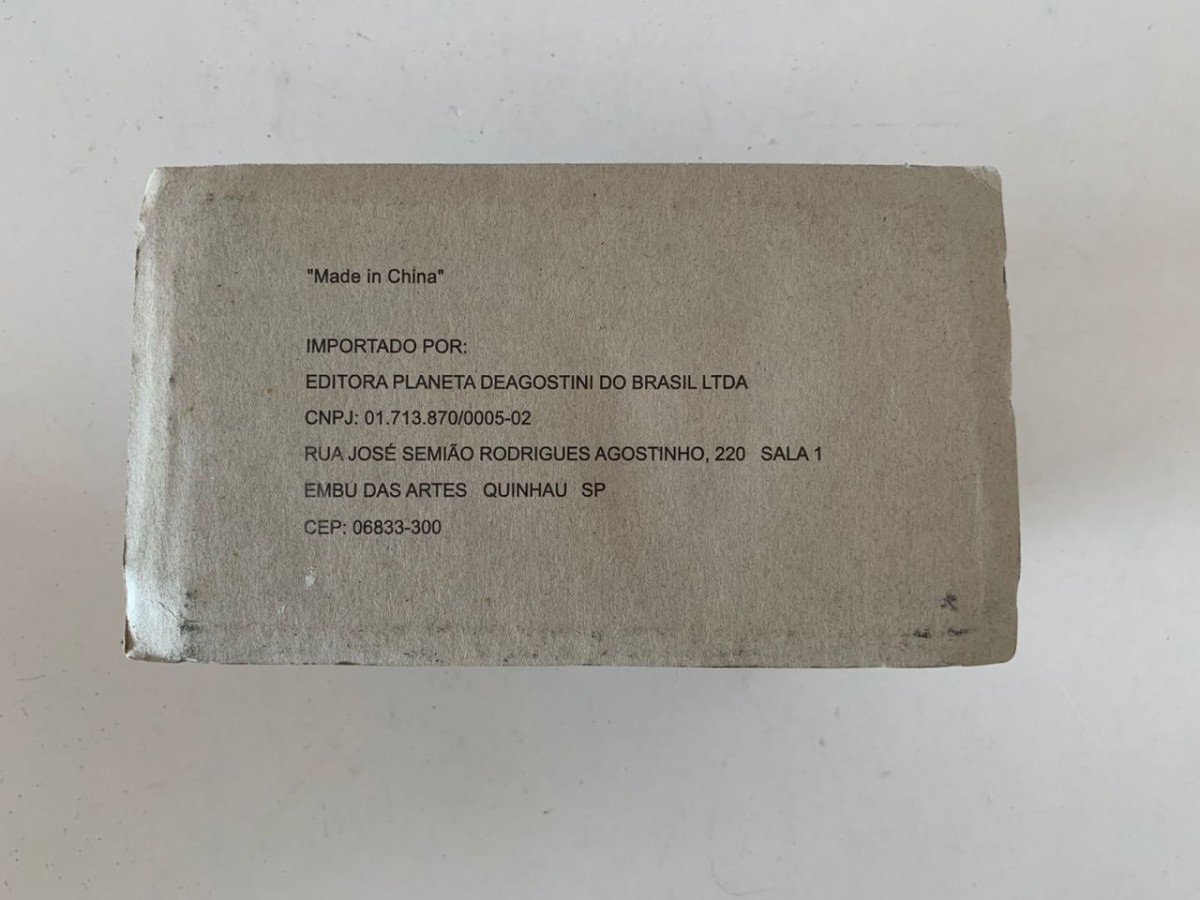 "Made in China"
IMPORTADO POR:
EDITORA PLANETA DEAGOSTINI DO BRASIL LTDA
CNPJ: 01.713.870/0005-02
RUA JOSÉ SEMIÃO RODRIGUES AGOSTINHO, 220 SALA 1
EMBU DAS ARTES QUINHAU SP
CEP: 06833-300